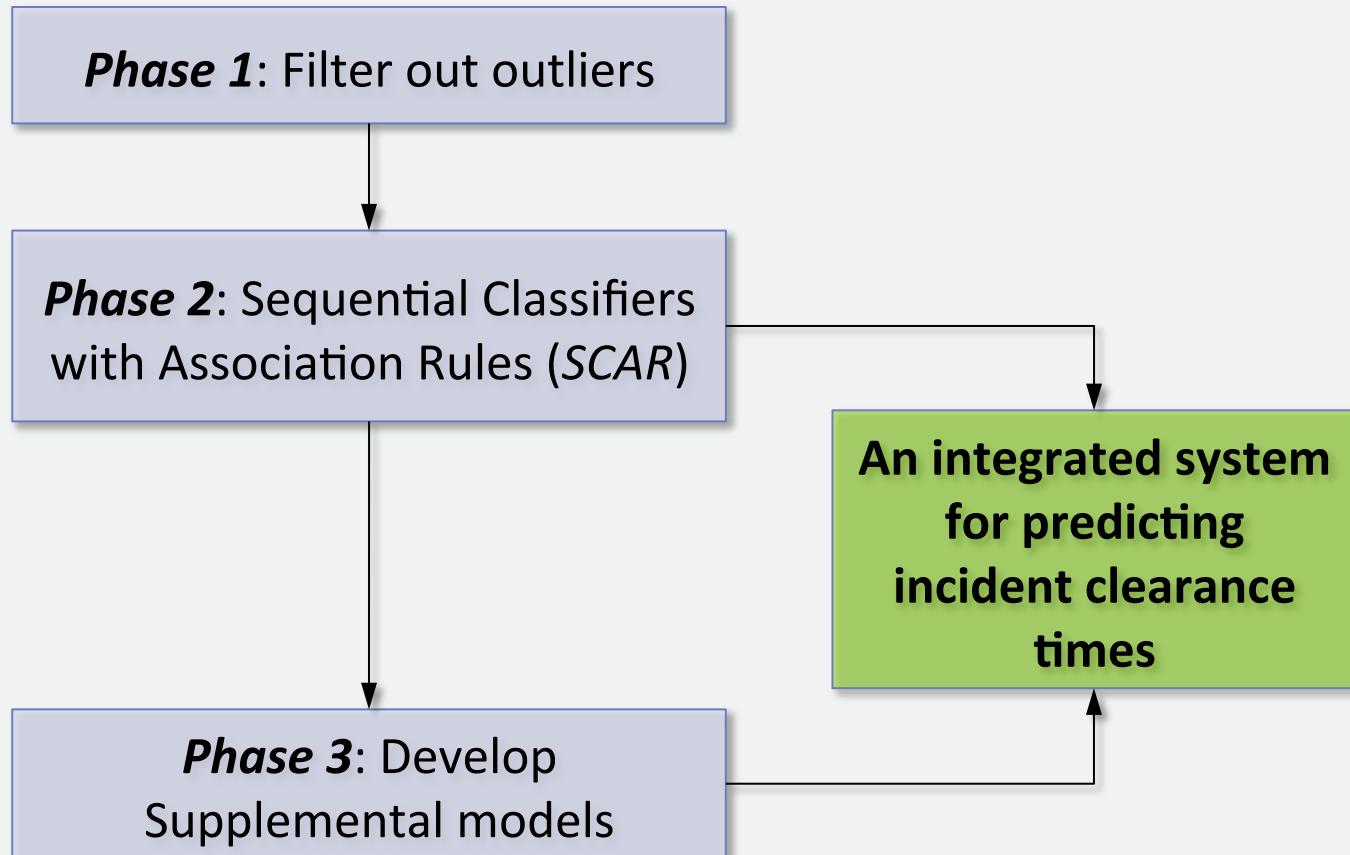 Phase 1: Filter out outliers
Phase 2: Sequential Classifiers
with Association Rules (SCAR)
An integrated system
for predicting
incident clearance
times
Phase 3: Develop
Supplemental models